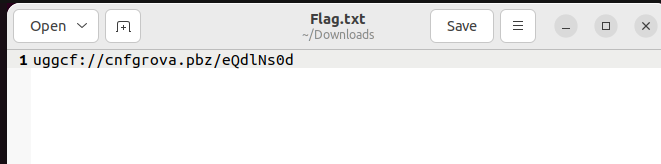 Open
Flag.txt
~/Downloads
Save
1 uggcf://cnfgrova.pbz/eQdlNs0d